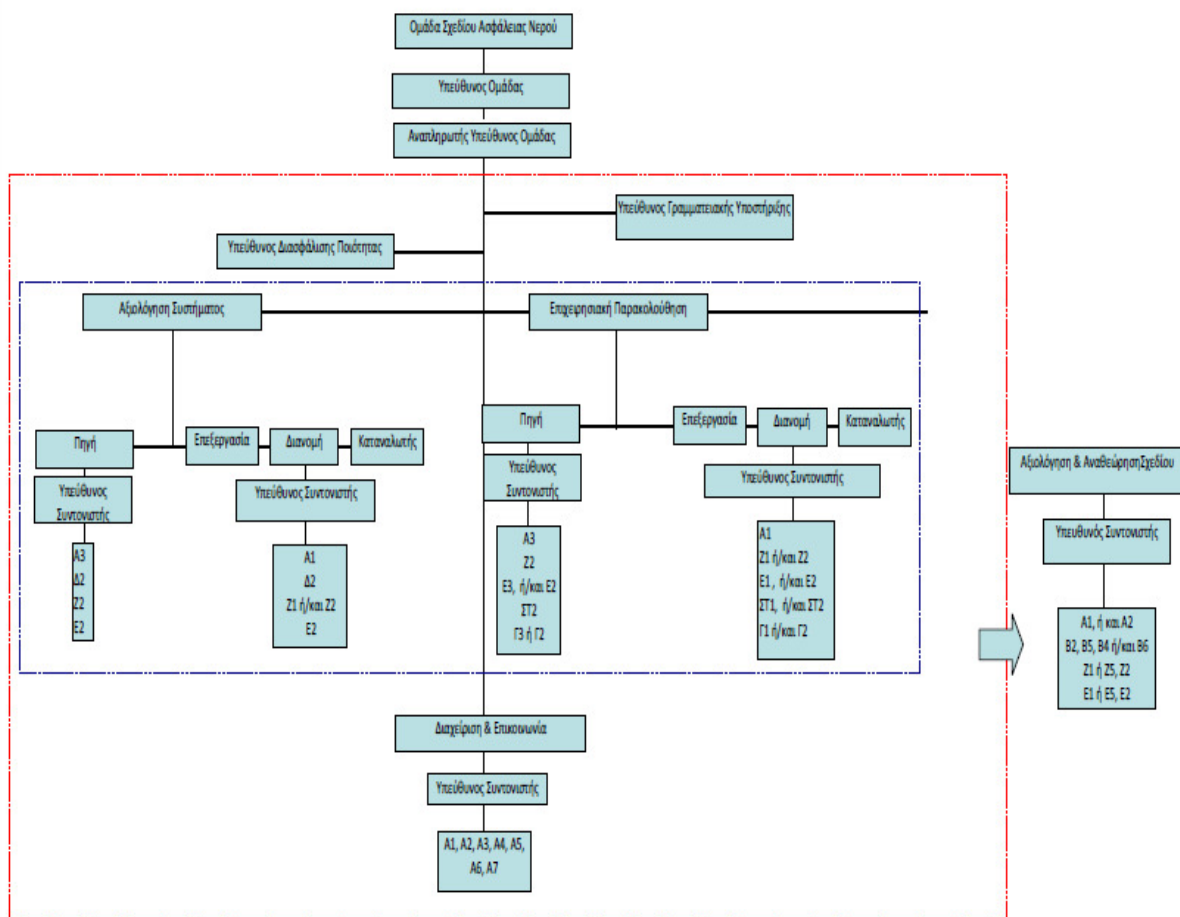 Ομάδα Σχεδίου Ασφάλειας Νερού
Υπεύθυνος Ομάδας
Αναπληρωτής Υπεύθυνος Ομάδας
Υπεύθυνος Γραμματειακής Υποστήριξης
Υπεύθυνος Διασφάλισης Ποιότητας
Αξιολόγηση Συστήματος
Επιχειρησιακή Παρακολούθηση
Πηγή
Επεξεργασία
Διανομή
Καταναλωτής
Υπεύθυνος
Συντονιστής
Υπεύθυνος Συντονιστής
Α3
Δ2
Ζ2
Ε2
Α1
Δ2
Ζ1 ή/και Ζ2
Ε2
Πηγή
Επεξεργασία
Διανομή
Καταναλωτής
Υπεύθυνος
Συντονιστής
Υπεύθυνος Συντονιστής
Α3
Ζ2
Ε3, ή/και Ε2
ΣΤ2
Γ3 ή Γ2
Α1
Ζ1 ή/και Ζ2
Ε1 , ή/και Ε2
ΣΤ1, ή/και ΣΤ2
Γ1 ή/και Γ2
Αξιολόγηση & ΑναθεώρησηΣχεδίου
Υπευθυνός Συντονιστής
Α1, ή και Α2
Β2, Β5, Β4 ή/και Β6
Ζ1 ή Ζ5, Ζ2
Ε1 ή Ε5, Ε2
Διαχείριση & Επικοινωνία
Υπεύθυνος Συντονιστής
Α1, Α2, Α3, Α4, Α5,
Α6, Α7